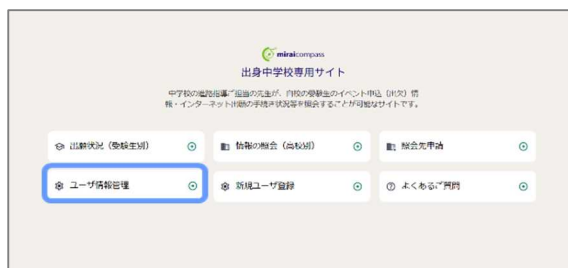 miraicompass
出身中学校専用サイト
中学校の進路指導ご担当の先生が、自校の受験生のイベント申込（出欠）情
報・インターネット出願の手続き状況等を照会することが可能なサイトです。
出願状況（受験生別）
情報の照会（高校別）
照会先申請
ユーザ情報管理
新規ユーザ登録
よくあるご質問